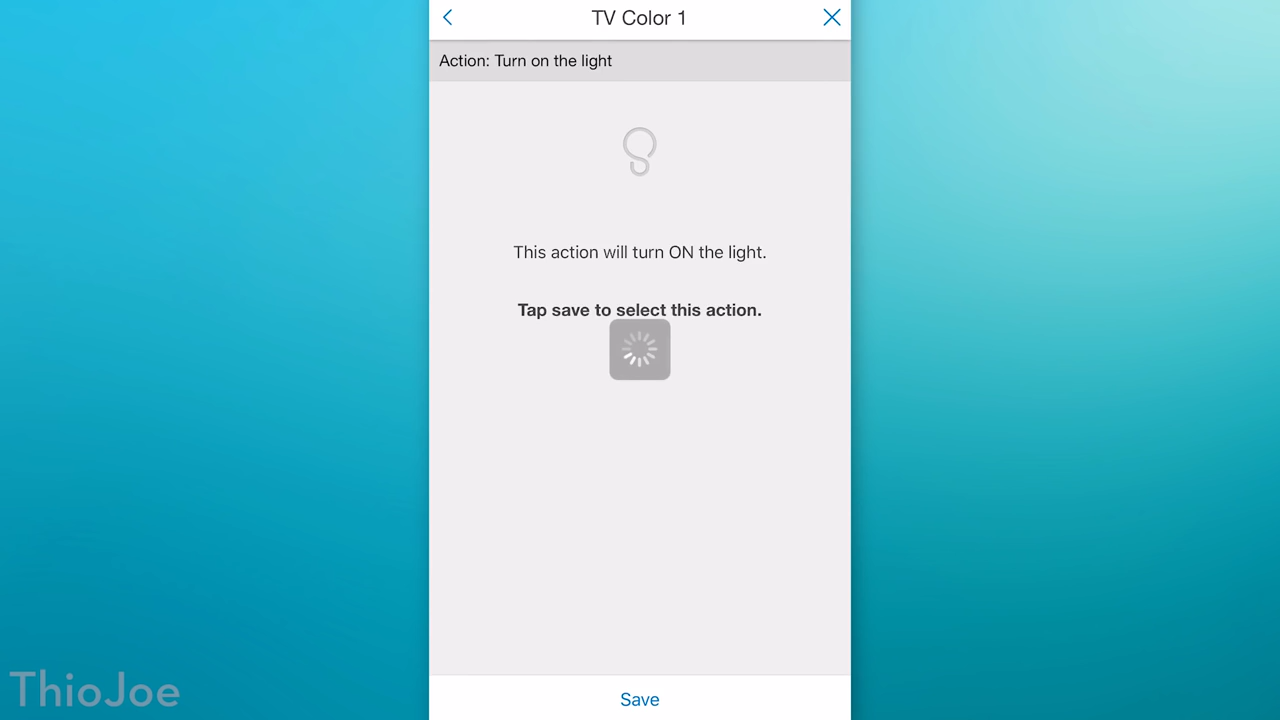 TV Color 1
Action: Turn on the light
This action will turn ON the light.
Tap save to select this action.
Save
ThioJoe